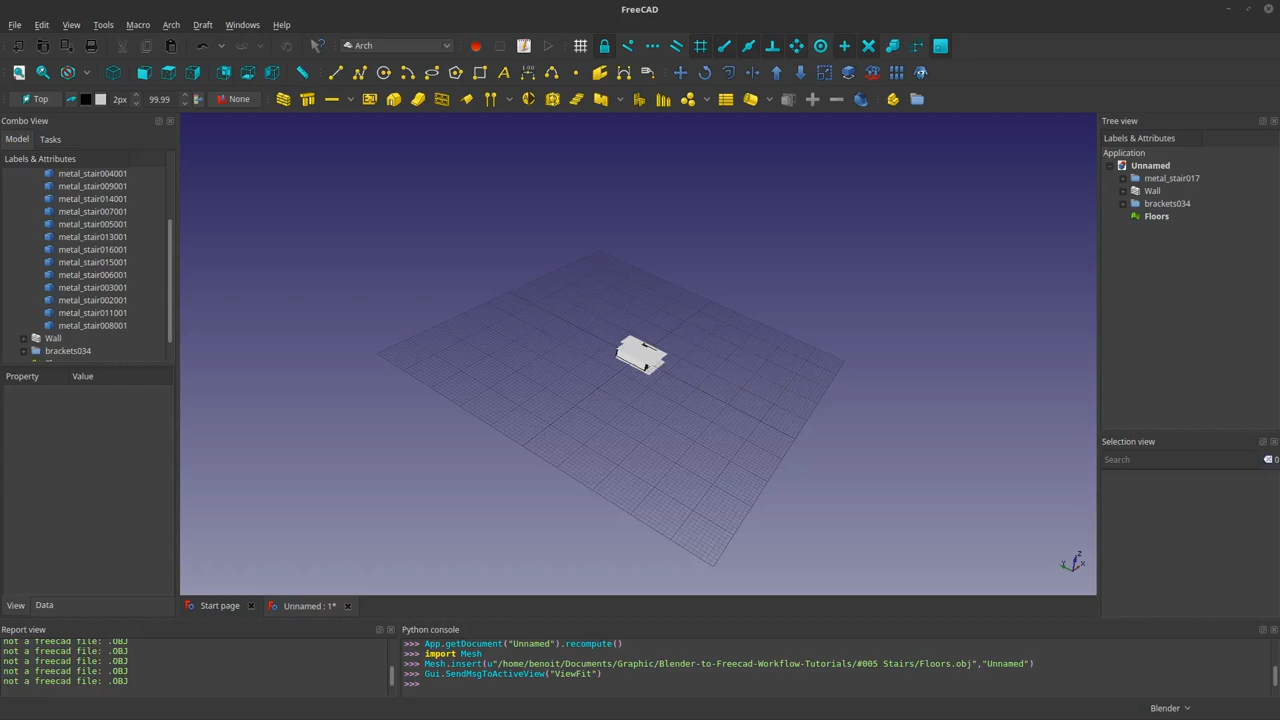 FreeCAD
File Edit View Tools Macro Arch Draft Windows Help
Arch
Top 2px 99.99 None
Combo View
Model Tasks
Labels & Attributes
metal_stair004001
metal_stair009001
metal_stair014001
metal_stair007001
metal_stair005001
metal_stair013001
metal_stair016001
metal_stair015001
metal_stair006001
metal_stair003001
metal_stair002001
metal_stair011001
metal_stair008001
Wall
brackets034
Property Value
View Data
Tree view
Labels & Attributes
Application
Unnamed
metal_stair017
Wall
brackets034
Floors
Selection view
Search 0
z
y x
Start page Unnamed : 1*
Report view
not a freecad file: .OBJ
not a freecad file: .OBJ
not a freecad file: .OBJ
not a freecad file: .OBJ
not a freecad file: .OBJ
Python console
>>> App.getDocument("Unnamed").recompute()
>>> import Mesh
>>> Mesh.insert(u"/home/benoit/Documents/Graphic/Blender-to-Freecad-Workflow-Tutorials/#005 Stairs/Floors.obj","Unnamed")
>>> Gui.SendMsgToActiveView("ViewFit")
>>>
Blender